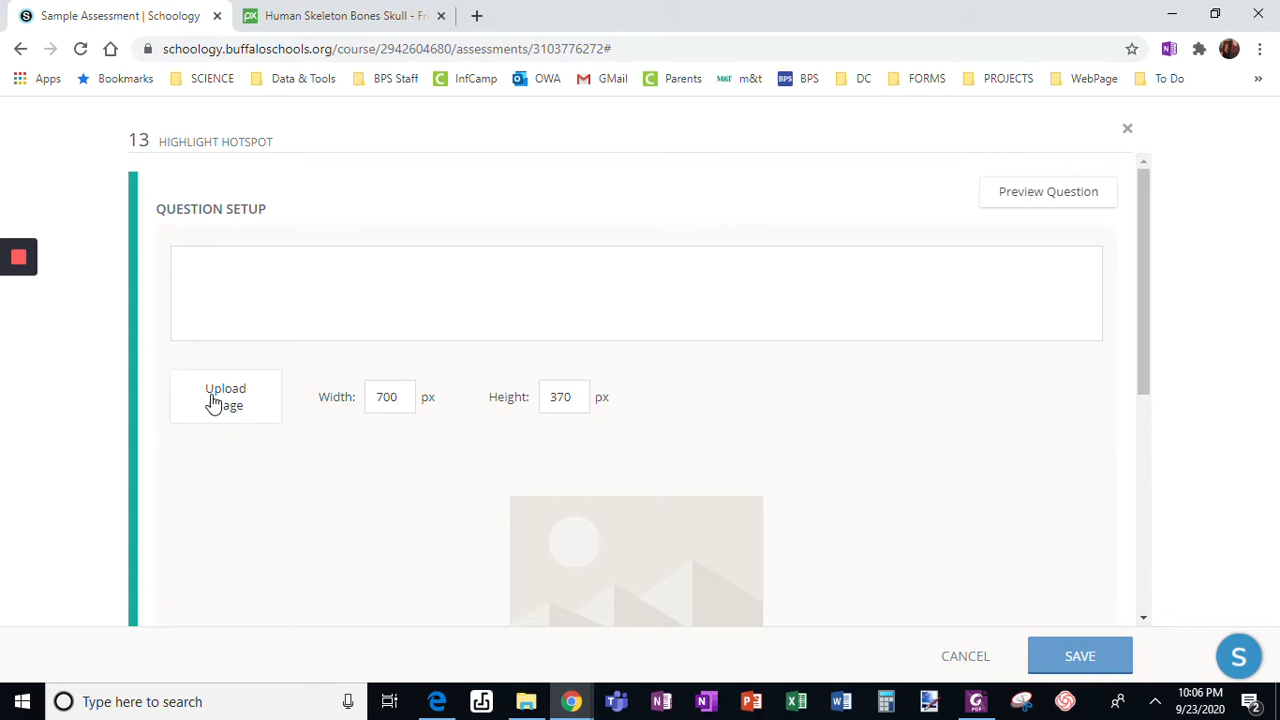 Sample Assessment | Schoology
Human Skeleton Bones Skull - Fr
schoology.buffaloschools.org/course/2942604680/assessments/3103776272#
Apps Bookmarks SCIENCE Data & Tools BPS Staff InfCamp OWA GMail Parents m&t BPS DC FORMS PROJECTS WebPage To Do »
13 HIGHLIGHT HOTSPOT
Preview Question
QUESTION SETUP
Upload
Width: 700 px Height: 370 px
CANCEL SAVE S
Type here to search
10:06 PM
9/23/2020